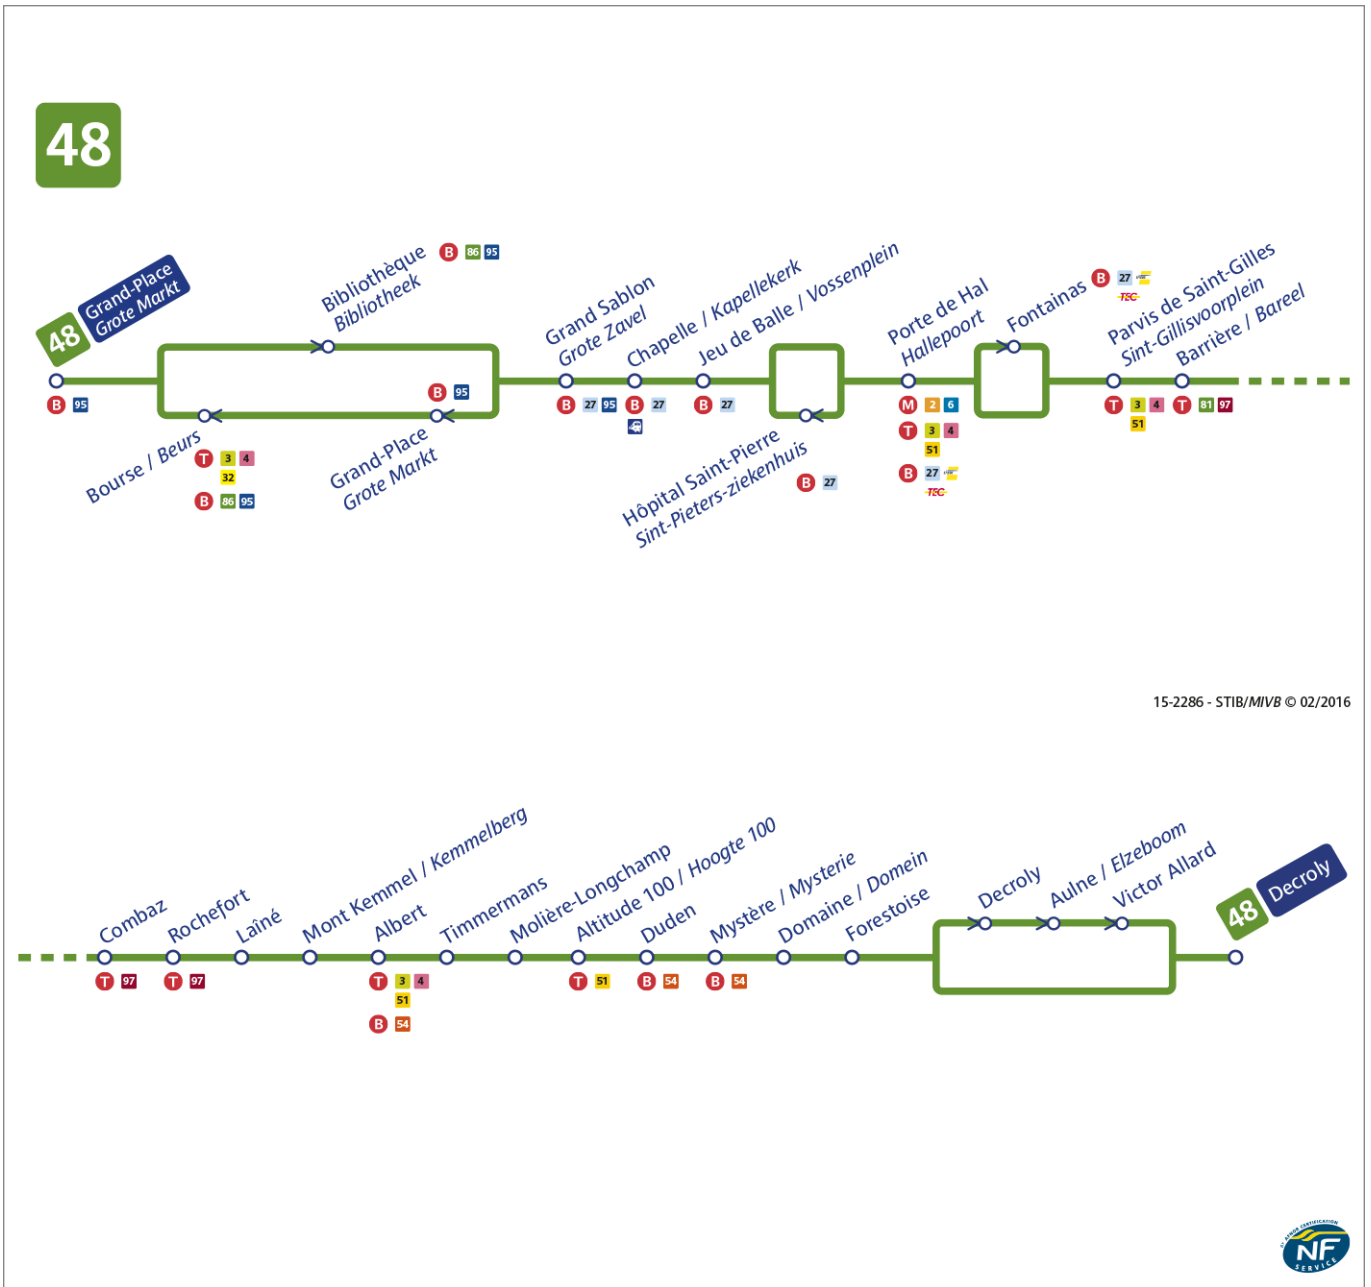 48
48
Grand-Place
Grote Markt
B 95
Bibliothèque
Bibliotheek
B 86 95
Bourse / Beurs
T 3 4
32
B 86 95
B 95
Grand-Place
Grote Markt
Grand Sablon
Grote Zavel
B 27 95
Chapelle / Kapellekerk
B 27
Jeu de Balle / Vossenplein
B 27
Hôpital Saint-Pierre
Sint-Pieters-ziekenhuis
B 27
Porte de Hal
Hallepoort
M 2 6
T 3 4
51
B 27
TEC
Fontainas
B 27
TEC
Parvis de Saint-Gilles
Sint-Gillisvoorplein
T 3 4
51
Barrière / Bareel
T 81 97
15-2286 - STIB/MIVB © 02/2016
Combaz
T 97
Rochefort
T 97
Laîné
Mont Kemmel / Kemmelberg
Albert
T 3 4
51
B 54
Timmermans
Molière-Longchamp
Altitude 100 / Hoogte 100
T 51
Duden
B 54
Mystère / Mysterie
B 54
Domaine / Domein
Forestoise
Decroly
Aulne / Elzeboom
Victor Allard
48
Decroly
NF
SERVICE